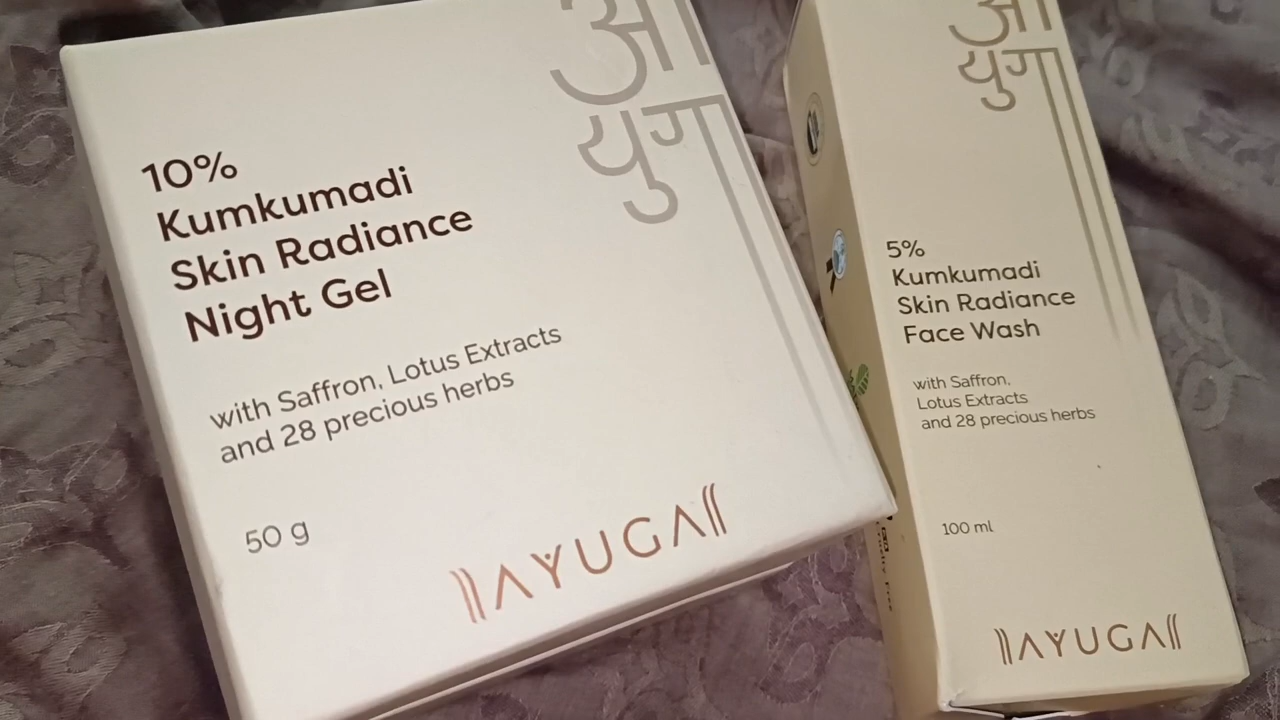 आ
युगा
10%
Kumkumadi
Skin Radiance
Night Gel
with Saffron, Lotus Extracts
and 28 precious herbs
50 g
AYUGA
आ
युगा
5%
Kumkumadi
Skin Radiance
Face Wash
with Saffron,
Lotus Extracts
and 28 precious herbs
100 ml
AYUGA